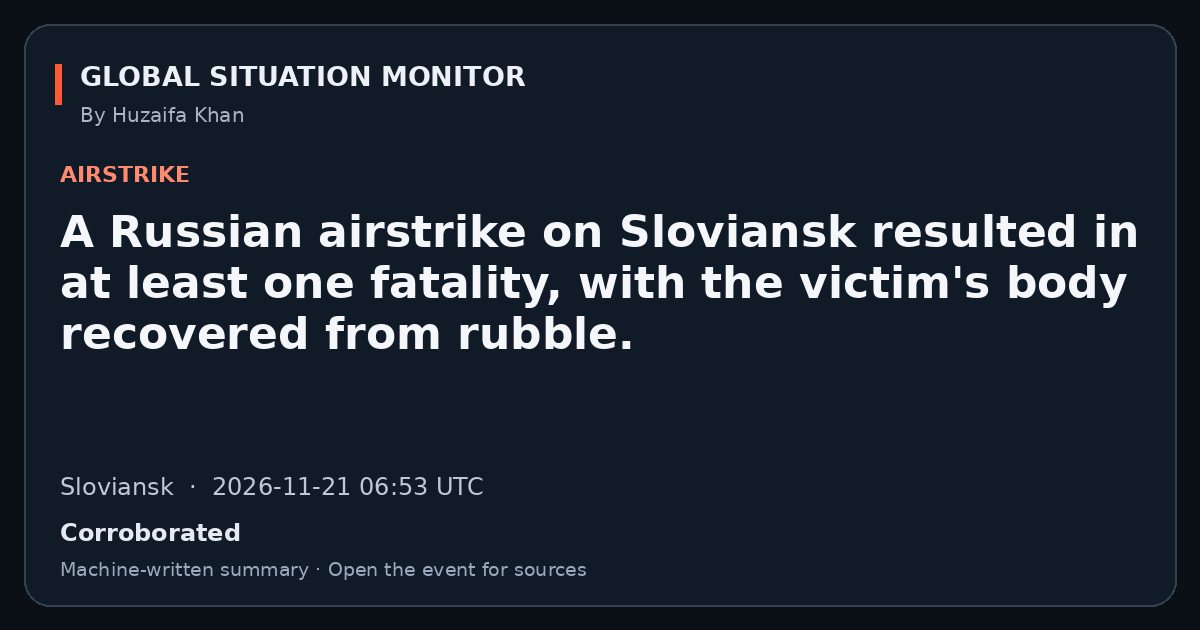 GLOBAL SITUATION MONITOR
By Huzaifa Khan
AIRSTRIKE
A Russian airstrike on Sloviansk resulted in
at least one fatality, with the victim's body
recovered from rubble.
Sloviansk · 2026-11-21 06:53 UTC
Corroborated
Machine-written summary · Open the event for sources